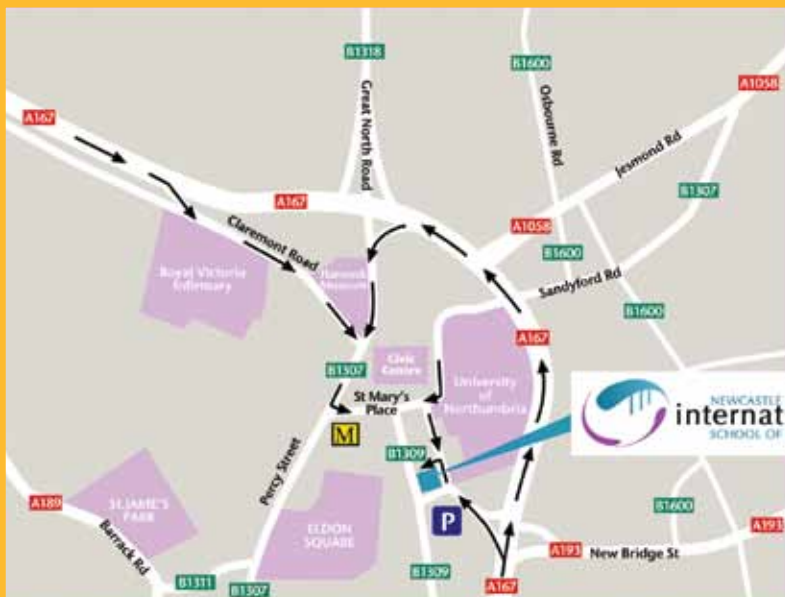 B1318
B1600
A1058
A167
Great North Road
Osbourne Rd
Jesmond Rd
B1307
A167
A1058
Claremont Road
Royal Victoria
Infirmary
Hancock
Museum
B1600
Sandyford Rd
B1600
A167
Civic
Centre
B1307
St Mary's
Place
University
of
Northumbria
NEWCASTLE
internat
SCHOOL OF
M
B1309
Percy Street
A189
ST.JAME'S
PARK
Barrack Rd
ELDON
SQUARE
P
B1600
A193
A193
New Bridge St
B1311
B1307
B1309
A167